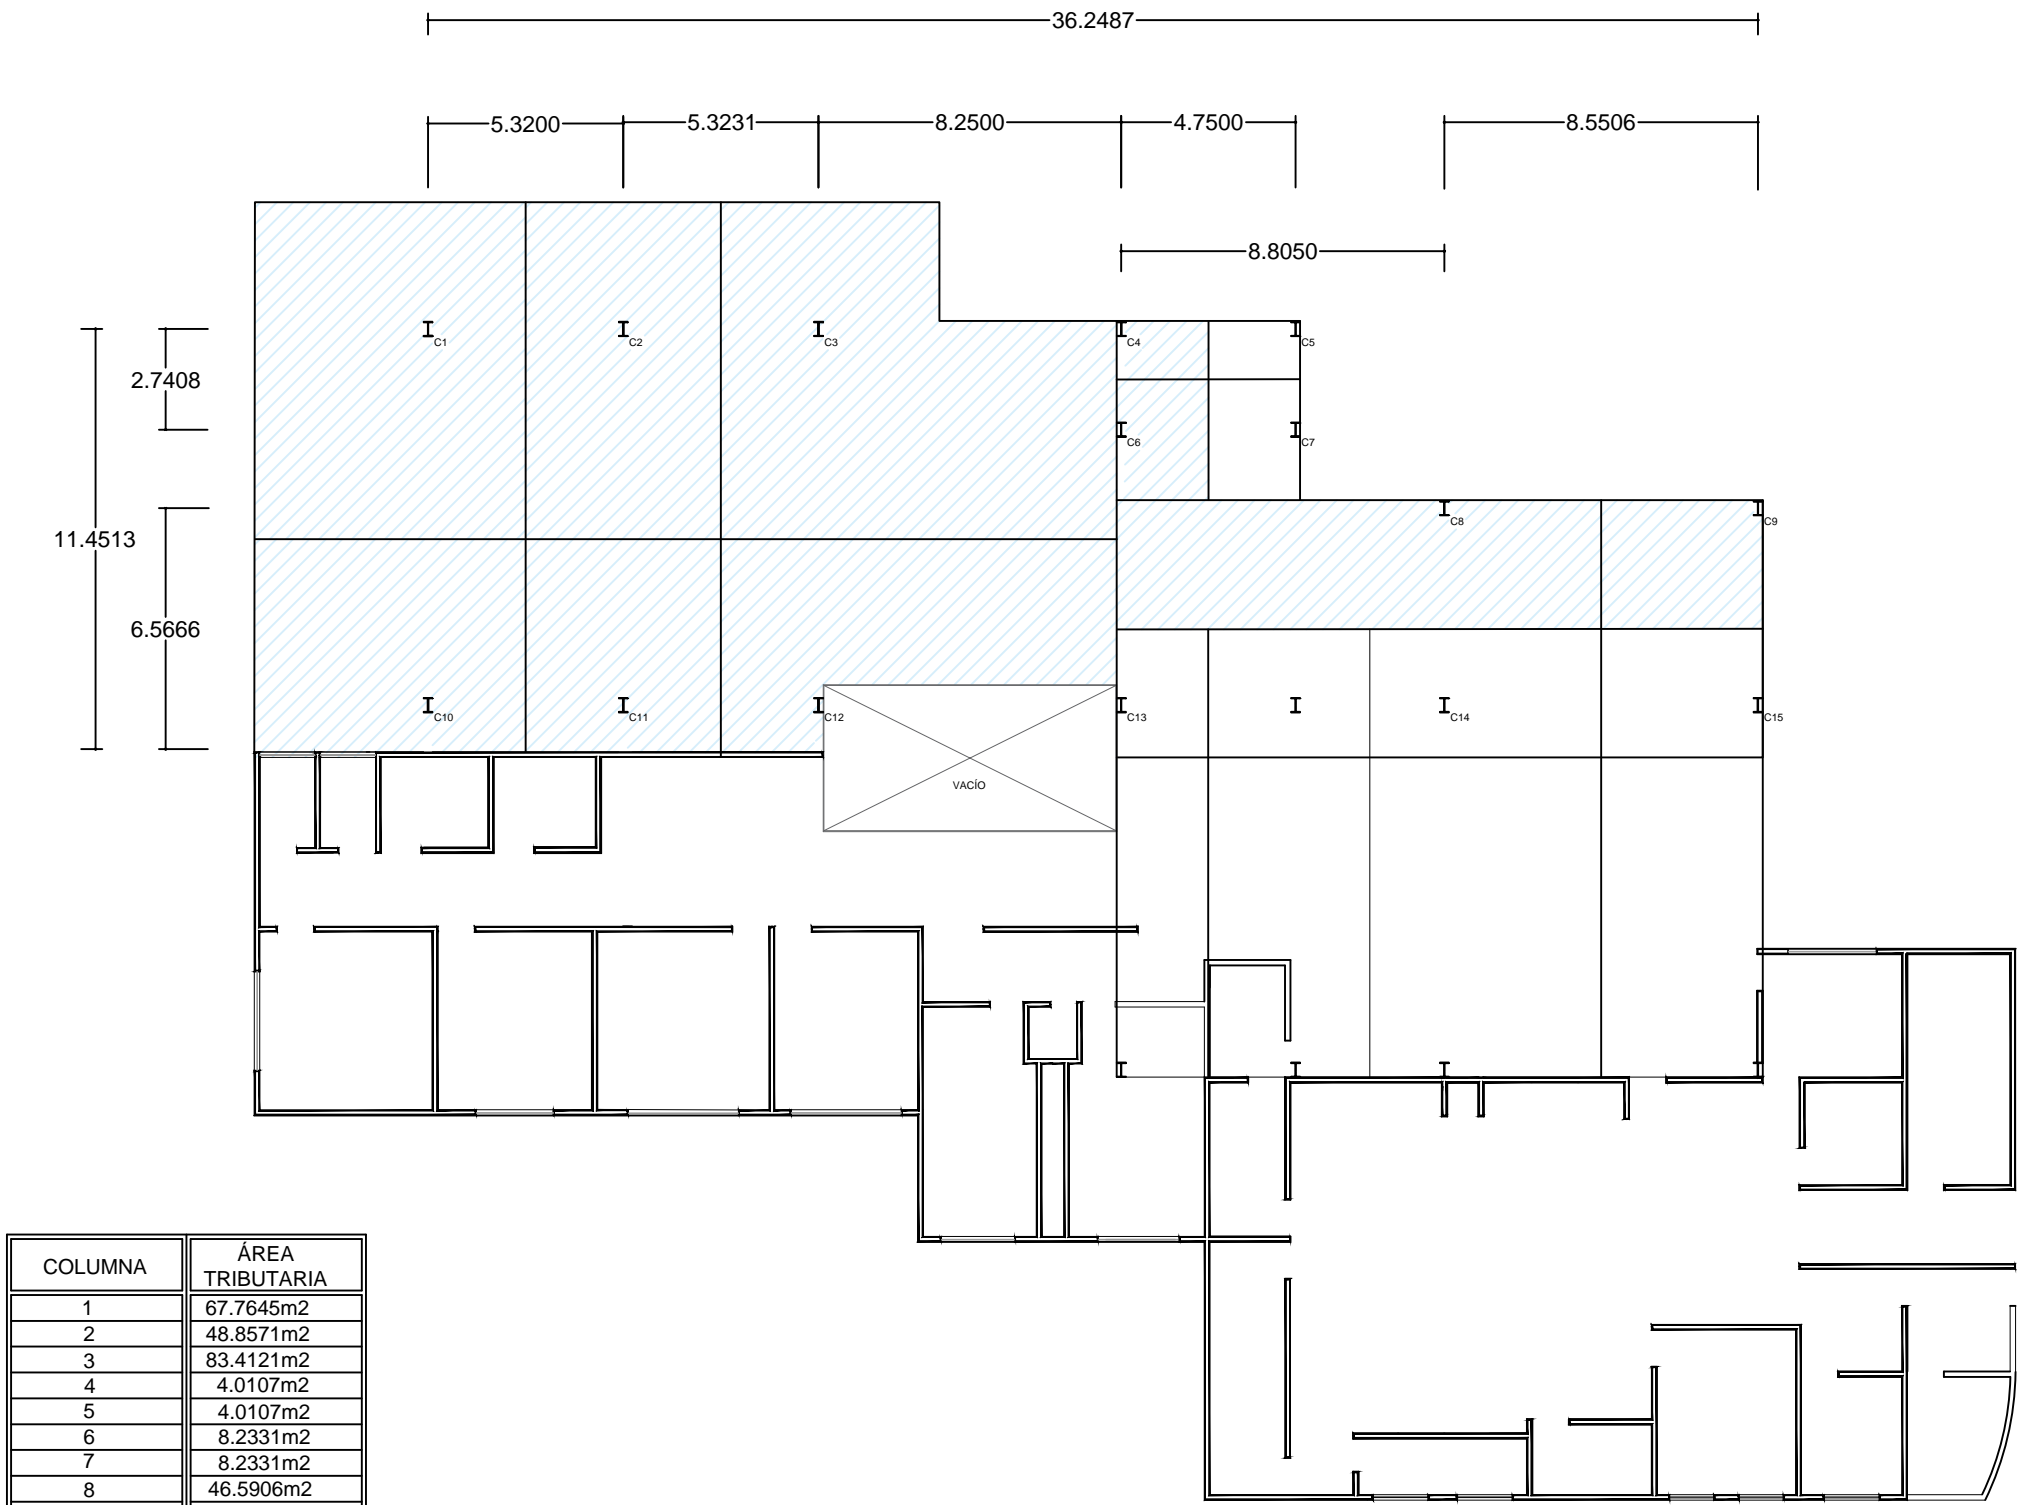 36.2487
5.3200 5.3231 8.2500 4.7500 8.5506
8.8050
C1 C2 C3 C4 C5
2.7408
C6 C7
C8 C9
11.4513
6.5666
C10 C11 C12 C13 C14 C15
VACÍO
COLUMNA ÁREA TRIBUTARIA
1 67.7645m2
2 48.8571m2
3 83.4121m2
4 4.0107m2
5 4.0107m2
6 8.2331m2
7 8.2331m2
8 46.5906m2